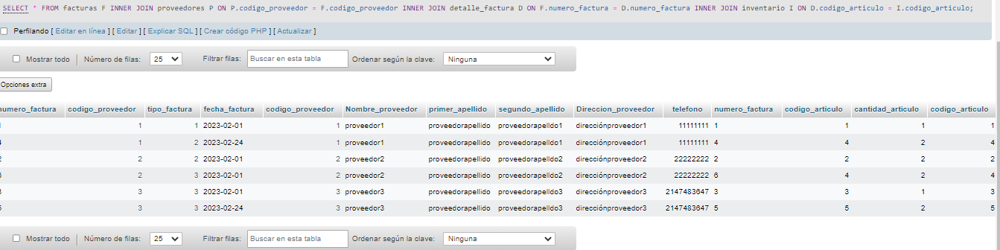 SELECT * FROM facturas F INNER JOIN proveedores P ON P.codigo_proveedor = F.codigo_proveedor INNER JOIN detalle_factura D ON F.numero_factura = D.numero_factura INNER JOIN inventario I ON D.codigo_articulo = I.codigo_articulo;
Perfilando [ Editar en línea ] [ Editar ] [ Explicar SQL ] [ Crear código PHP ] [ Actualizar ]
Mostrar todo Número de filas: 25 Filtrar filas: Buscar en esta tabla Ordenar según la clave: Ninguna
Opciones extra
numero_factura codigo_proveedor tipo_factura fecha_factura codigo_proveedor Nombre_proveedor primer_apellido segundo_apellido Direccion_proveedor telefono numero_factura codigo_articulo cantidad_articulo codigo_articulo
1 1 1 2023-02-01 1 proveedor1 proveedorapellido proveedorapelldo1 direcciónproveedor1 11111111 1 1 1 1
4 1 2 2023-02-24 1 proveedor1 proveedorapellido proveedorapelldo1 direcciónproveedor1 11111111 4 4 2 4
2 2 2 2023-02-01 2 proveedor2 proveedorapellido proveedorapelldo2 direcciónproveedor2 22222222 2 2 2 2
6 2 3 2023-02-01 2 proveedor2 proveedorapellido proveedorapelldo2 direcciónproveedor2 22222222 6 4 2 4
3 3 3 2023-02-01 3 proveedor3 proveedorapellido proveedorapelldo3 direcciónproveedor3 2147483647 3 3 1 3
5 3 3 2023-02-24 3 proveedor3 proveedorapellido proveedorapelldo3 direcciónproveedor3 2147483647 5 5 2 5
Mostrar todo Número de filas: 25 Filtrar filas: Buscar en esta tabla Ordenar según la clave: Ninguna